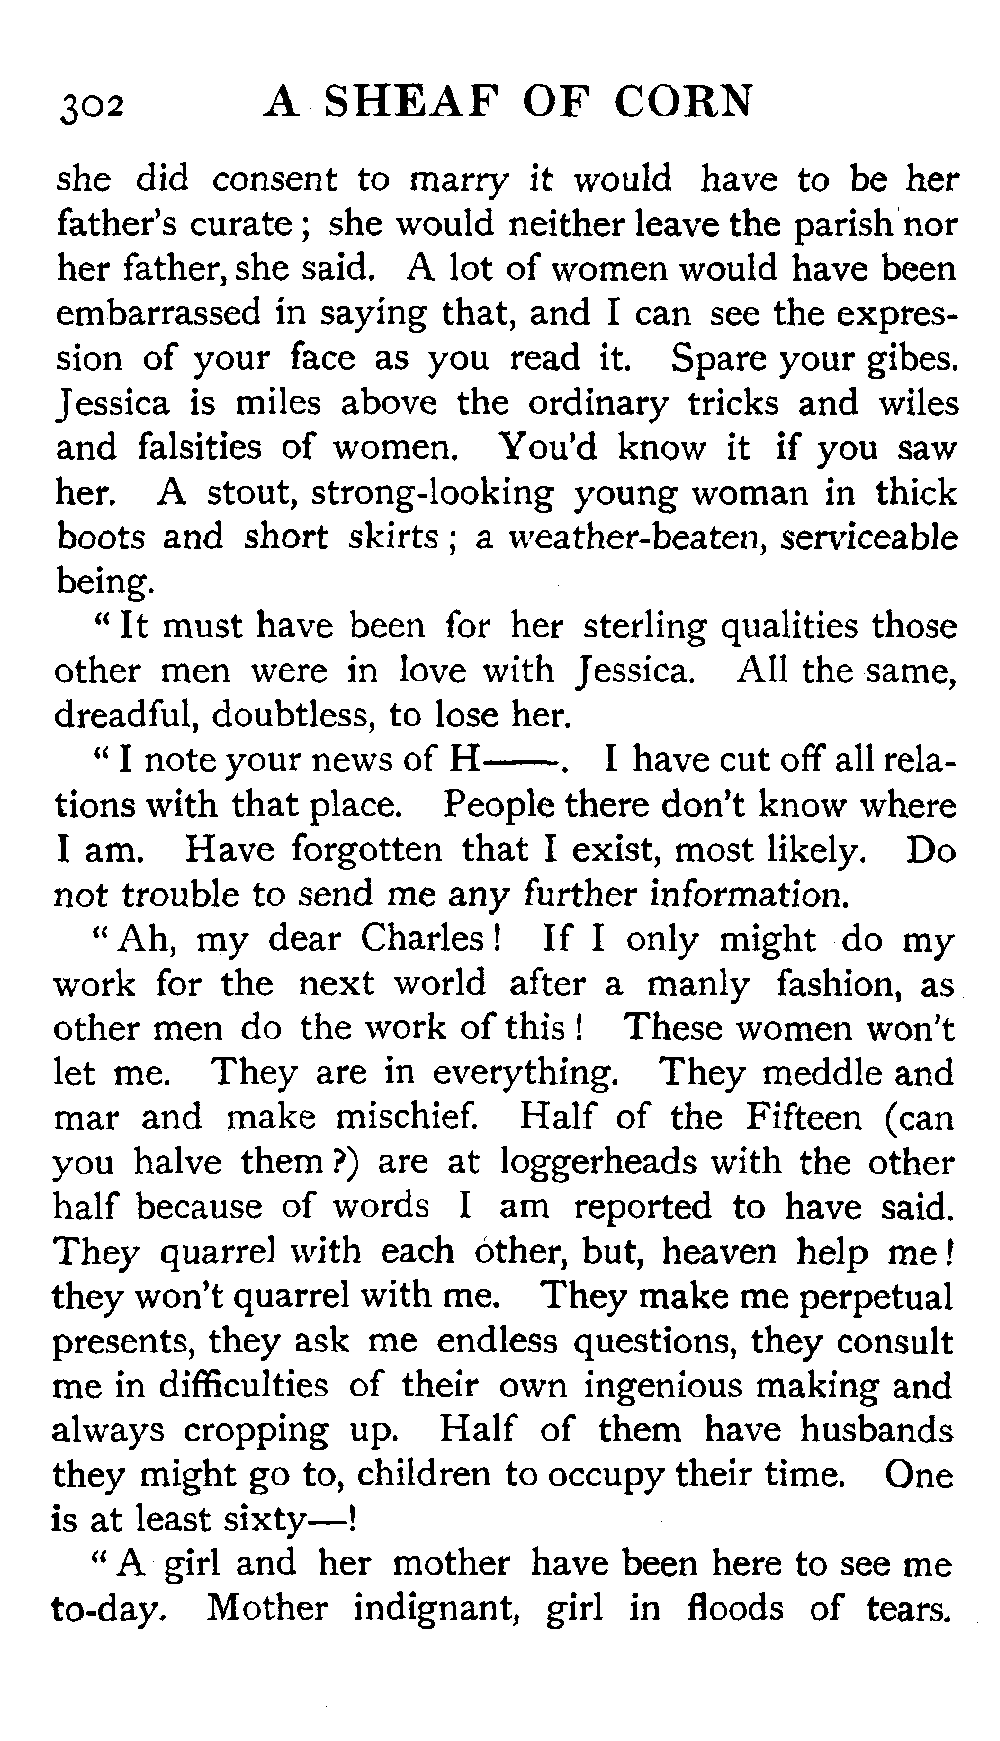 302 A SHEAF OF CORN
she did consent to marry it would have to be her
father's curate ; she would neither leave the parish nor
her father, she said. A lot of women would have been
embarrassed in saying that, and I can see the expres-
sion of your face as you read it. Spare your gibes.
Jessica is miles above the ordinary tricks and wiles
and falsities of women. You'd know it if you saw
her. A stout, strong-looking young woman in thick
boots and short skirts ; a weather-beaten, serviceable
being.
" It must have been for her sterling qualities those
other men were in love with Jessica. All the same,
dreadful, doubtless, to lose her.
" I note your news of H——. I have cut off all rela-
tions with that place. People there don't know where
I am. Have forgotten that I exist, most likely. Do
not trouble to send me any further information.
" Ah, my dear Charles ! If I only might do my
work for the next world after a manly fashion, as
other men do the work of this ! These women won't
let me. They are in everything. They meddle and
mar and make mischief. Half of the Fifteen (can
you halve them ?) are at loggerheads with the other
half because of words I am reported to have said.
They quarrel with each other, but, heaven help me !
they won't quarrel with me. They make me perpetual
presents, they ask me endless questions, they consult
me in difficulties of their own ingenious making and
always cropping up. Half of them have husbands
they might go to, children to occupy their time. One
is at least sixty—!
" A girl and her mother have been here to see me
to-day. Mother indignant, girl in floods of tears.